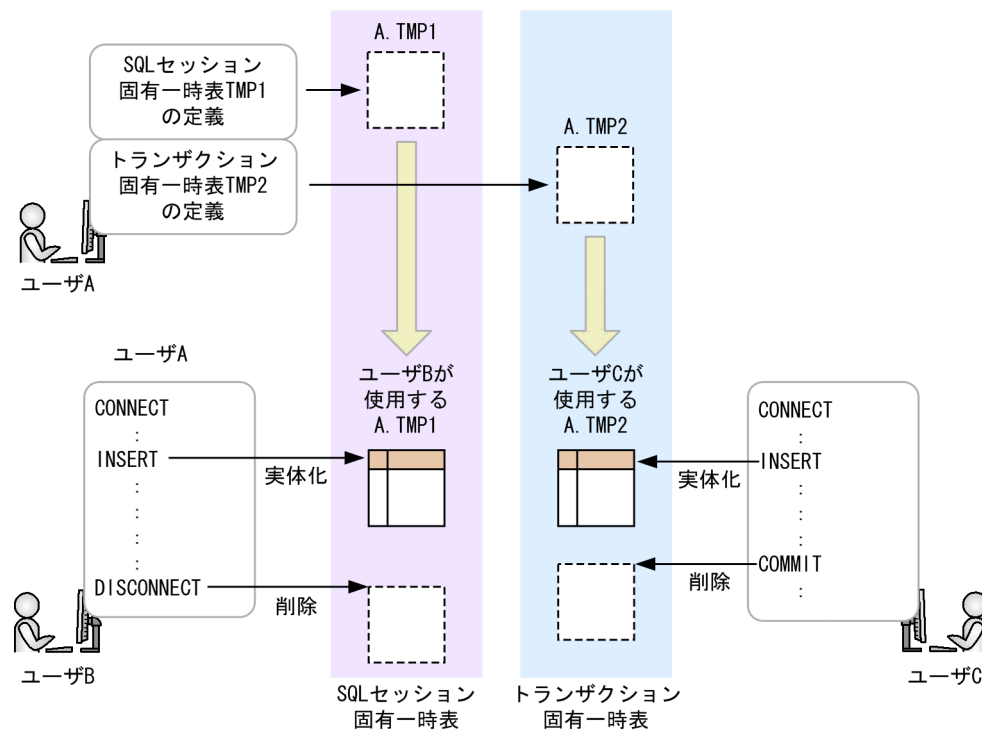 A.TMP1
SQLセッション
固有一時表TMP1
の定義
A.TMP2
トランザクション
固有一時表TMP2
の定義
ユーザA
ユーザA
ユーザBが
使用する
A.TMP1
ユーザCが
使用する
A.TMP2
CONNECT
:
INSERT
実体化
:
:
:
:
DISCONNECT
削除
ユーザB
CONNECT
:
INSERT
実体化
:
:
:
COMMIT
削除
:
ユーザC
SQLセッション
固有一時表
トランザクション
固有一時表